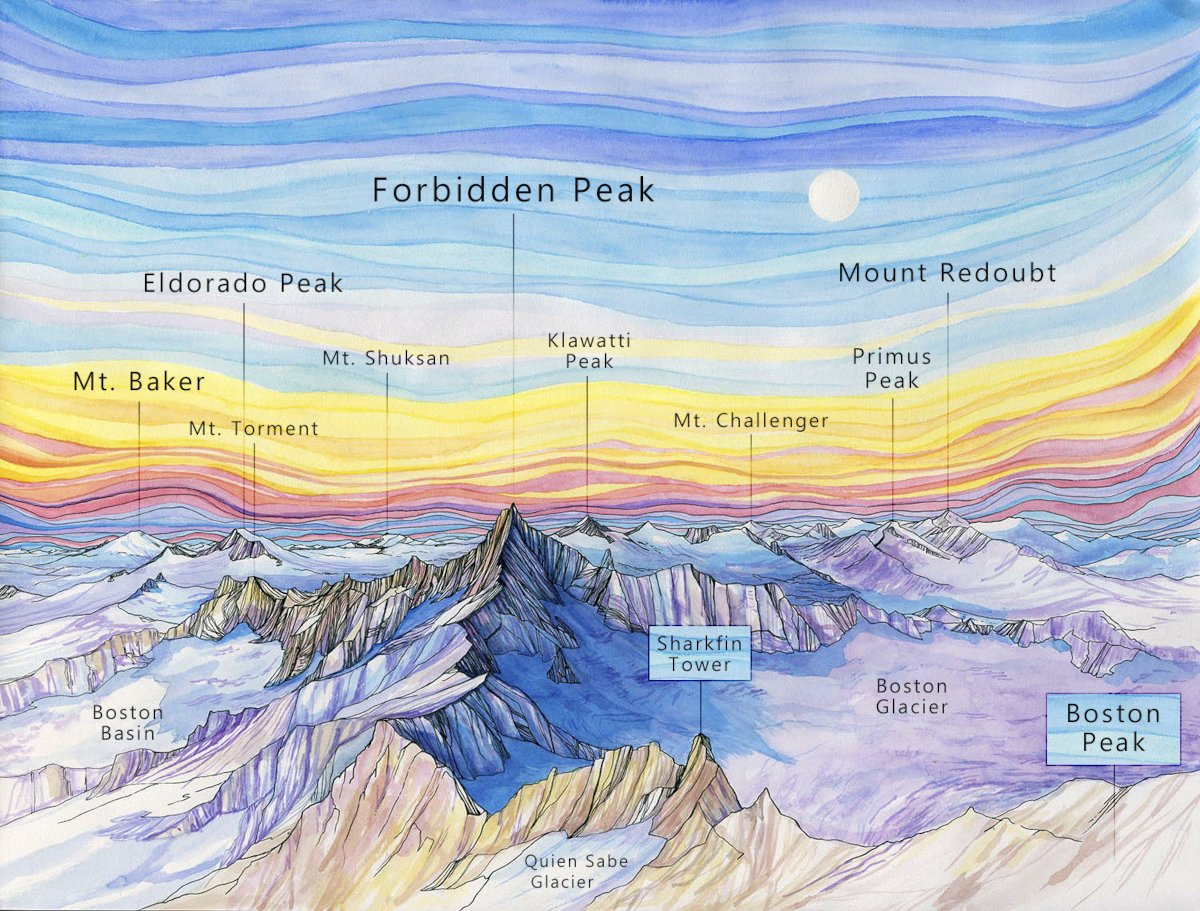 Forbidden Peak
Eldorado Peak
Mount Redoubt
Klawatti
Peak
Mt. Shuksan
Primus
Peak
Mt. Baker
Mt. Torment
Mt. Challenger
Sharkfin
Tower
Boston
Glacier
Boston
Basin
Boston
Peak
Quien Sabe
Glacier